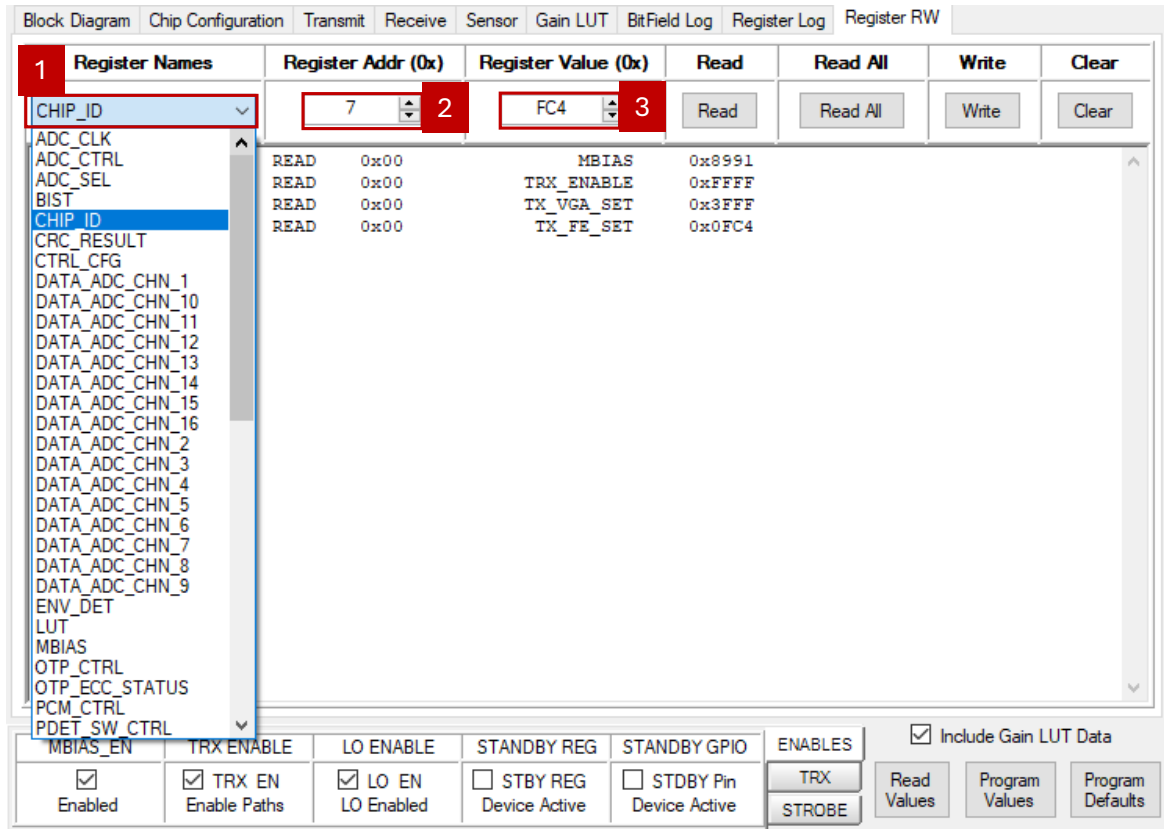 Block Diagram Chip Configuration Transmit Receive Sensor Gain LUT BitField Log Register Log Register RW
1 Register Names Register Addr (0x) Register Value (0x) Read Read All Write Clear
CHIP_ID 7 2 FC4 3 Read Read All Write Clear
ADC_CLK
ADC_CTRL
ADC_SEL
BIST
CHIP_ID
CRC_RESULT
CTRL_CFG
DATA_ADC_CHN_1
DATA_ADC_CHN_10
DATA_ADC_CHN_11
DATA_ADC_CHN_12
DATA_ADC_CHN_13
DATA_ADC_CHN_14
DATA_ADC_CHN_15
DATA_ADC_CHN_16
DATA_ADC_CHN_2
DATA_ADC_CHN_3
DATA_ADC_CHN_4
DATA_ADC_CHN_5
DATA_ADC_CHN_6
DATA_ADC_CHN_7
DATA_ADC_CHN_8
DATA_ADC_CHN_9
ENV_DET
LUT
MBIAS
OTP_CTRL
OTP_ECC_STATUS
PCM_CTRL
PDET_SW_CTRL
READ 0x00 MBIAS 0x8991
READ 0x00 TRX_ENABLE 0xFFFF
READ 0x00 TX_VGA_SET 0x3FFF
READ 0x00 TX_FE_SET 0x0FC4
MBIAS_EN TRX ENABLE LO ENABLE STANDBY REG STANDBY GPIO ENABLES Include Gain LUT Data
TRX EN LO EN STBY REG STDBY Pin TRX Read Values Program Values Program Defaults
Enabled Enable Paths LO Enabled Device Active Device Active STROBE